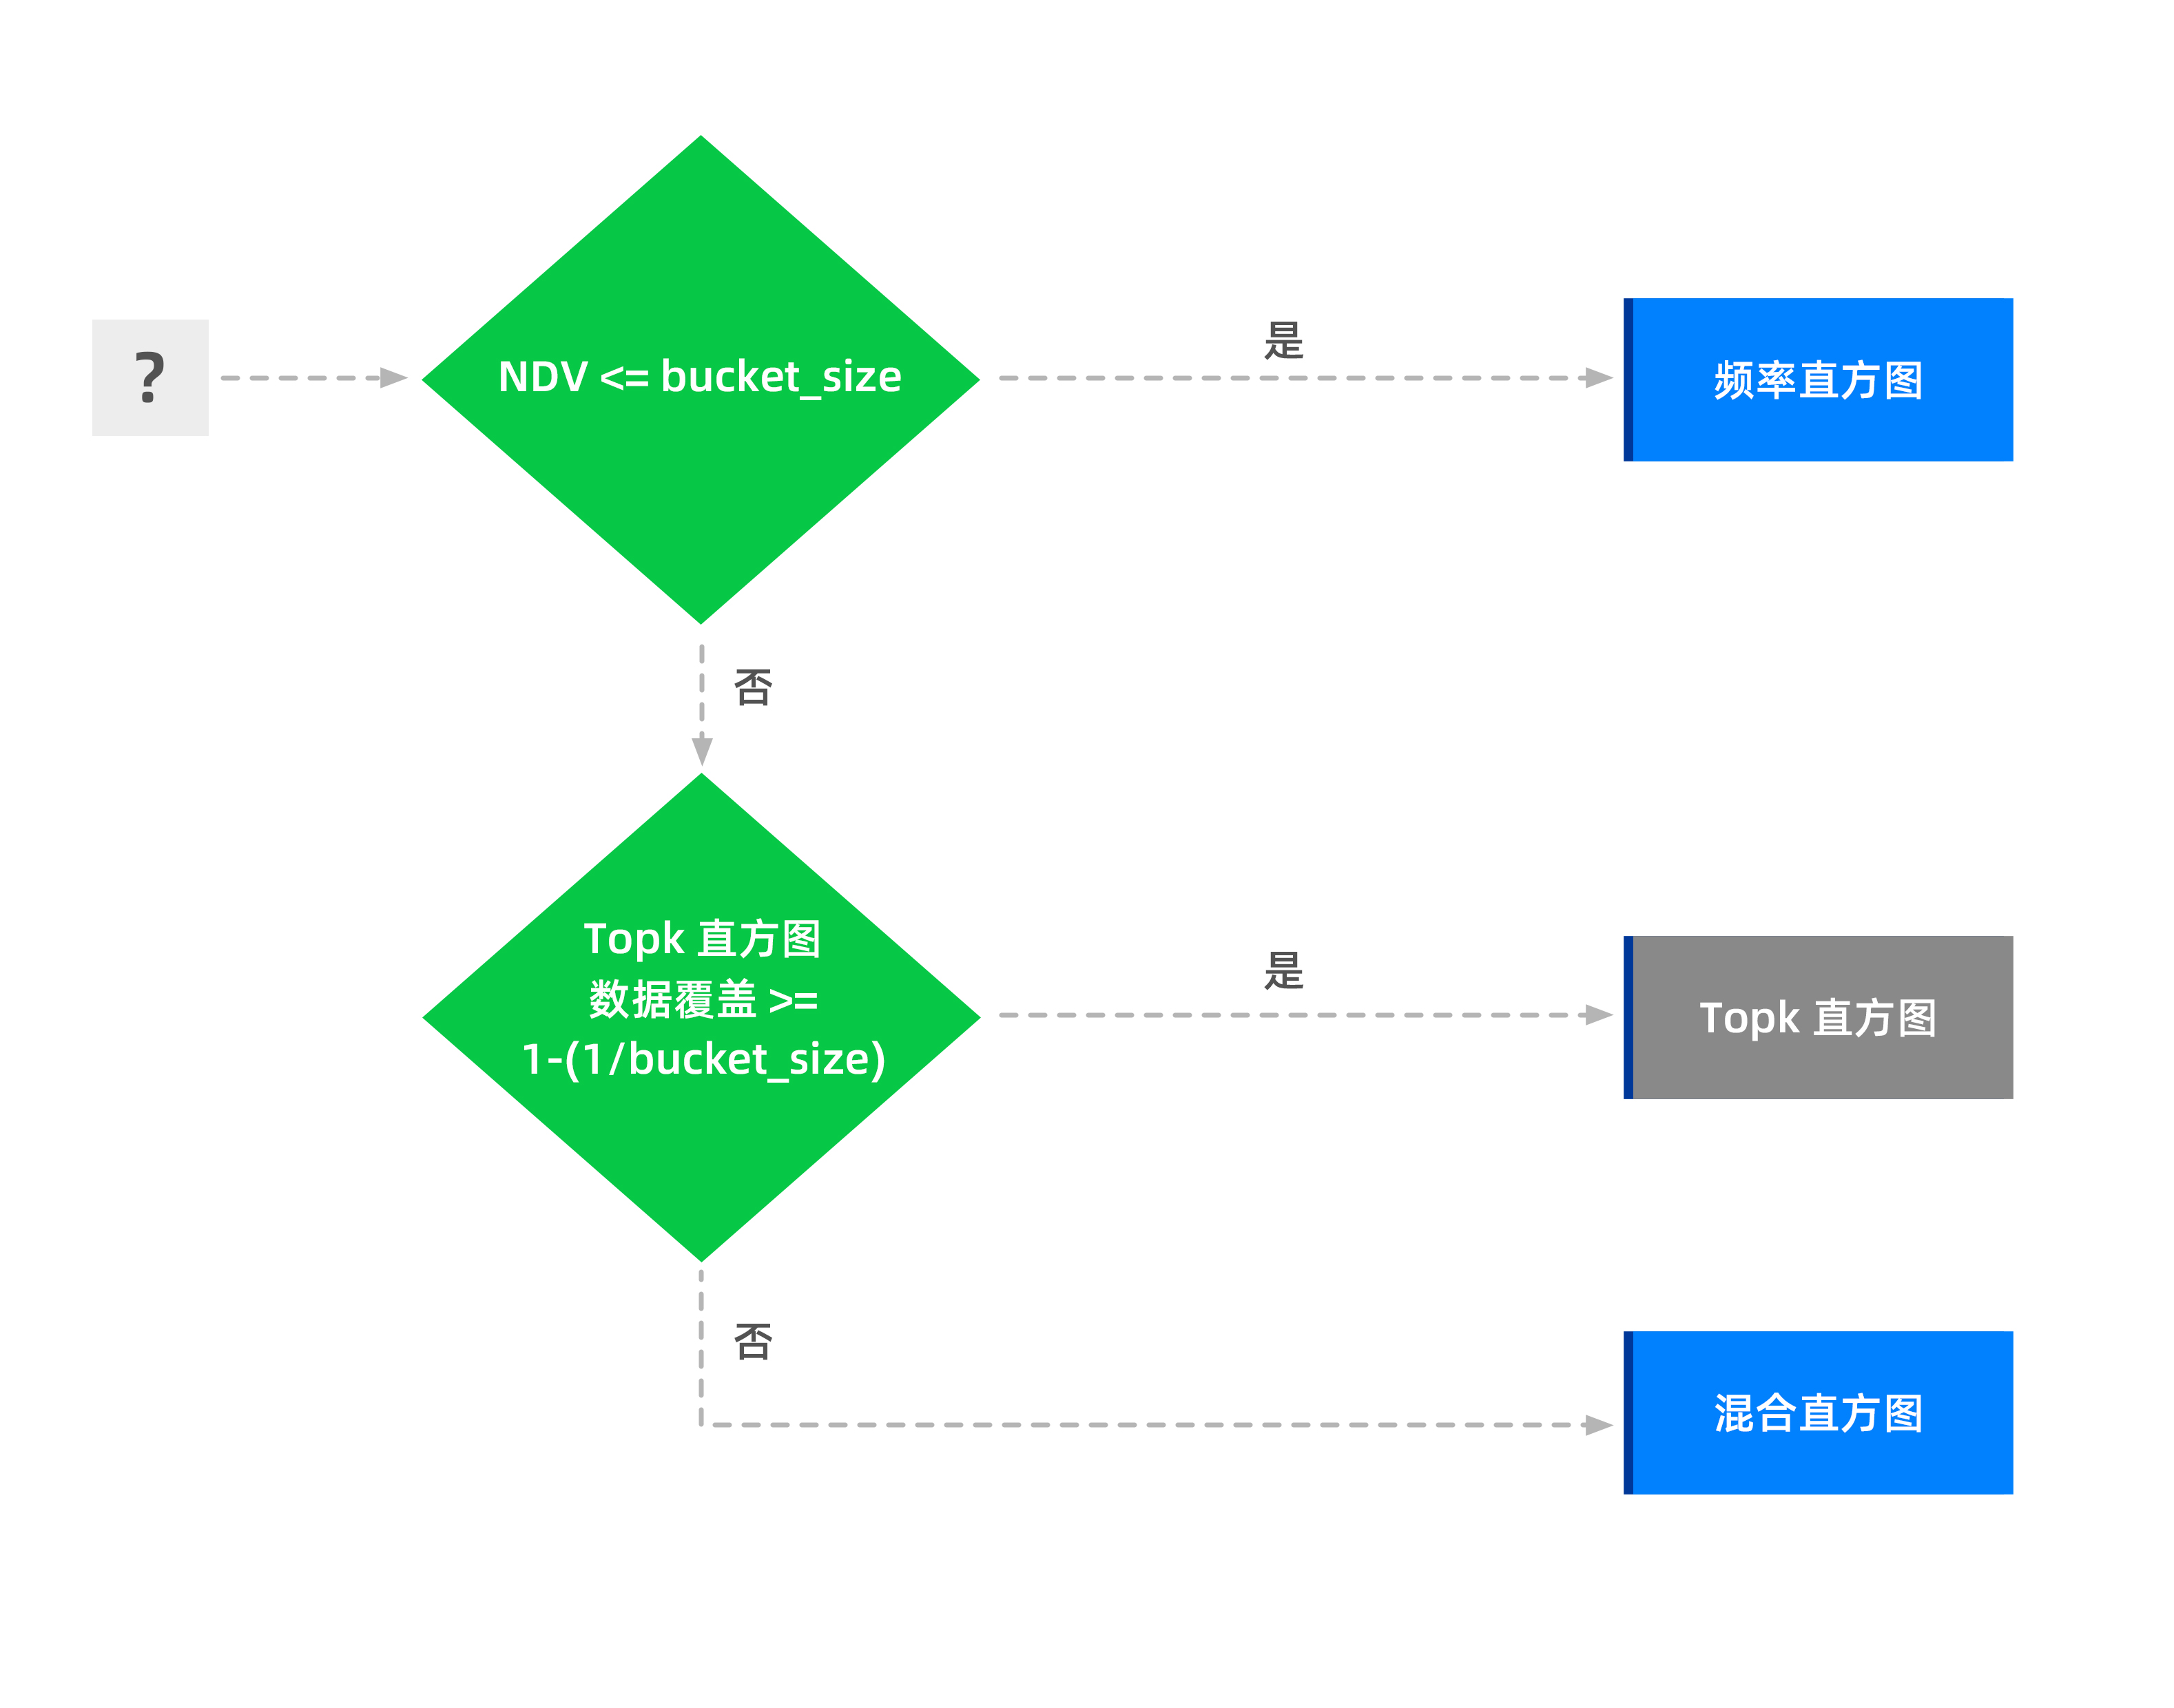 ?
NDV <= bucket_size
是
频率直方图
否
Topk 直方图
数据覆盖 >=
1-(1/bucket_size)
是
Topk 直方图
否
混合直方图